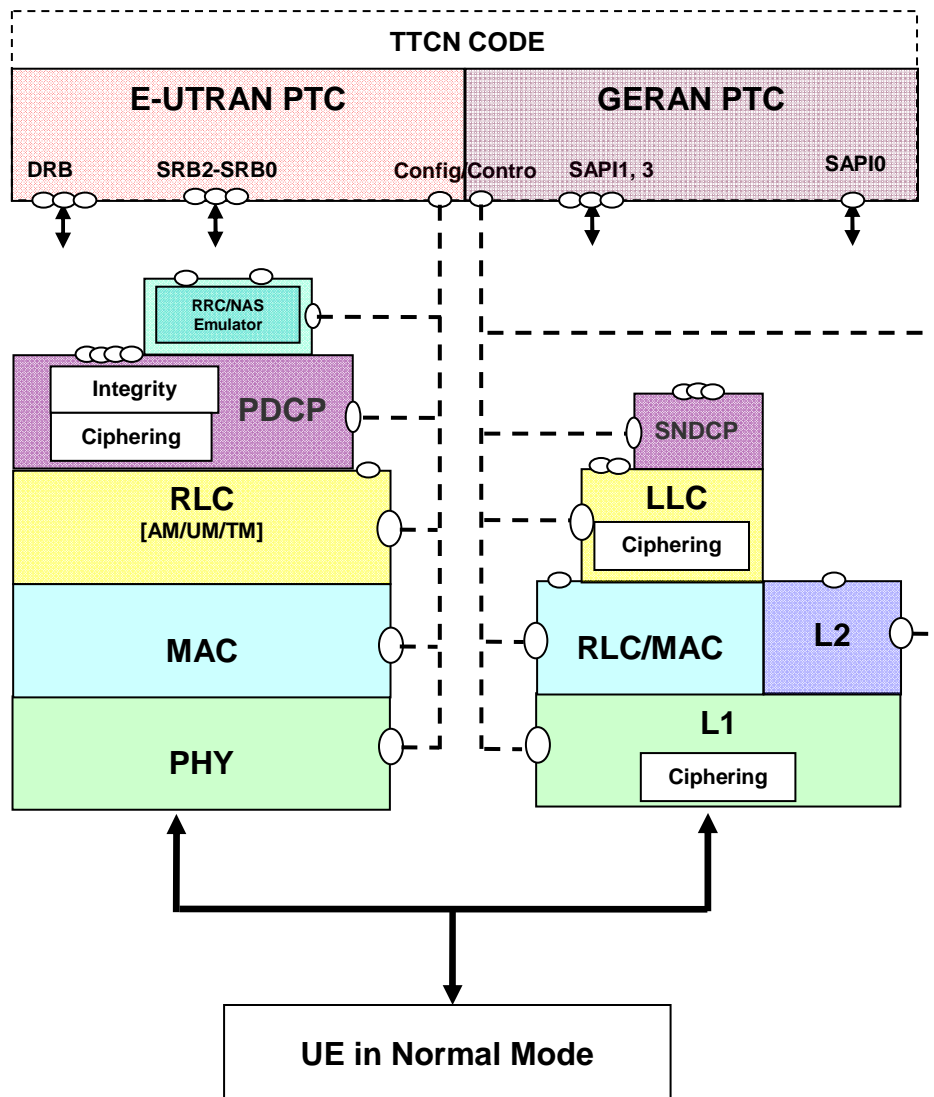 TTCN CODE
E-UTRAN PTC
GERAN PTC
DRB
SRB2-SRB0
Config/Contro
SAPI1, 3
SAPI0
RRC/NAS
Emulator
Integrity
PDCP
Ciphering
SNDCP
RLC
[AM/UM/TM]
LLC
Ciphering
MAC
RLC/MAC
L2
PHY
L1
Ciphering
UE in Normal Mode